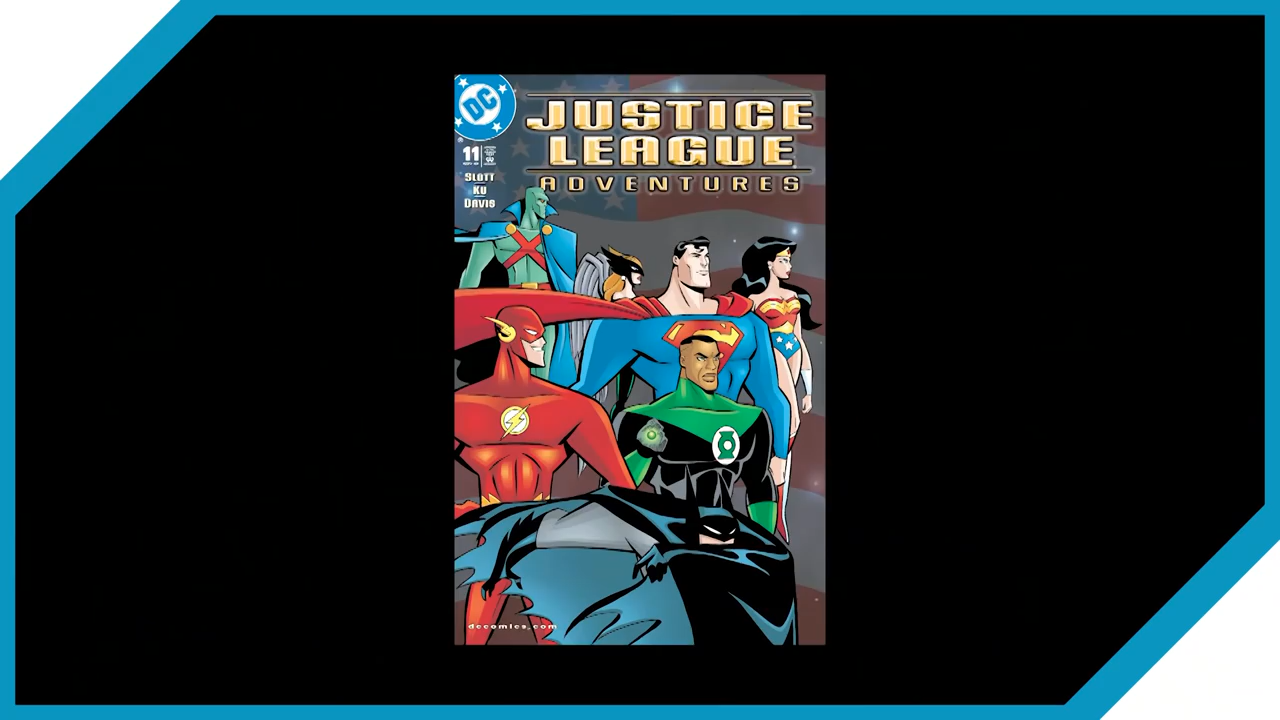 DC
JUSTICE
LEAGUE
ADVENTURES
11
SLOTT
KU
DAVIS
dccomics.com